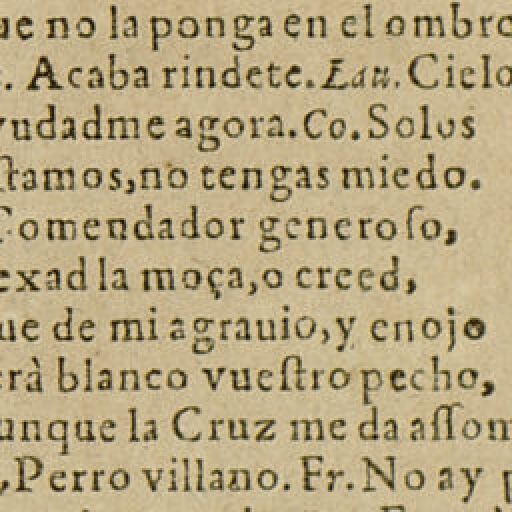 ue no la ponga en el ombro
. Acaba rindete. Lau. Cielo
yudadme agora. Co. Solos
ſtamos, no tengas miedo.
Comendador generoſo,
exad la moça, o creed,
ue de mi agrauio, y enojo
erà blanco vueſtro pecho,
unque la Cruz me da aſſom
, Perro villano. Fr. No ay p